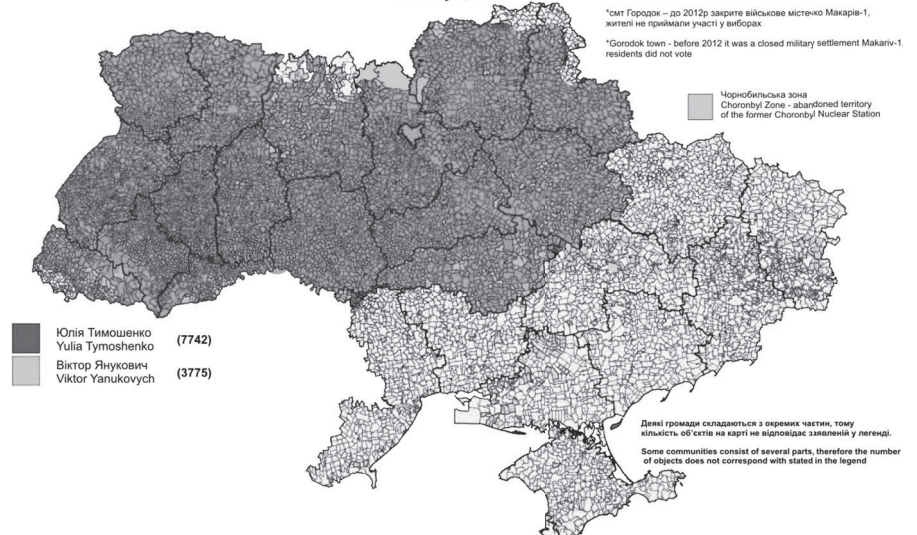 *смт Городок – до 2012р закрите військове містечко Макарів-1,
жителі не приймали участі у виборах
*Gorodok town - before 2012 it was a closed military settlement Makariv-1
residents did not vote
Чорнобильська зона
Choronbyl Zone - abandoned territory
of the former Choronbyl Nuclear Station
Юлія Тимошенко
Yulia Tymoshenko
(7742)
Віктор Янукович
Viktor Yanukovych
(3775)
Деякі громади складаються з окремих частин, тому
кількість об'єктів на карті не відповідає заявленій у легенді.
Some communities consist of several parts, therefore the number
of objects does not correspond with stated in the legend